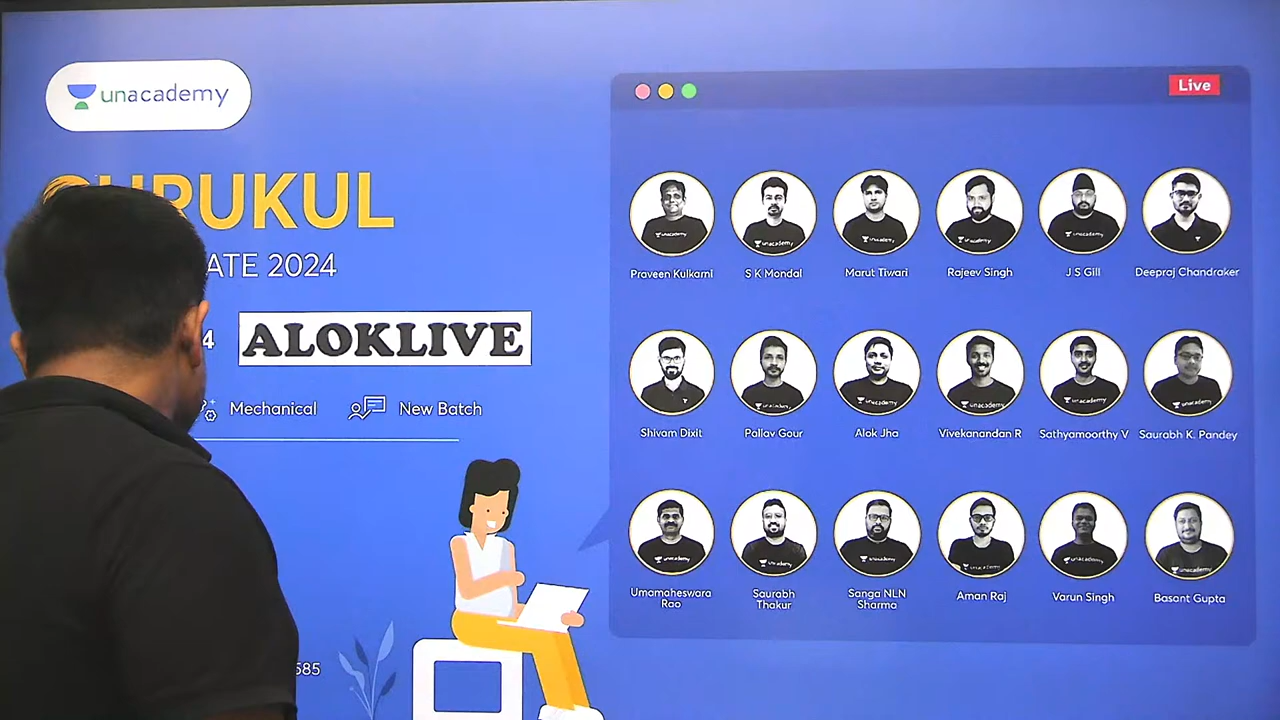 unacademy
Live
GURUKUL
ATE 2024
4
ALOKLIVE
Mechanical
New Batch
585
Praveen Kulkarni
S K Mondal
Marut Tiwari
Rajeev Singh
J S Gill
Deepraj Chandraker
Shivam Dixit
Pallav Gour
Alok Jha
Vivekanandan R
Sathyamoorthy V
Saurabh K. Pandey
Umamaheswara
Rao
Saurabh
Thakur
Sanga NLN
Sharma
Aman Raj
Varun Singh
Basant Gupta